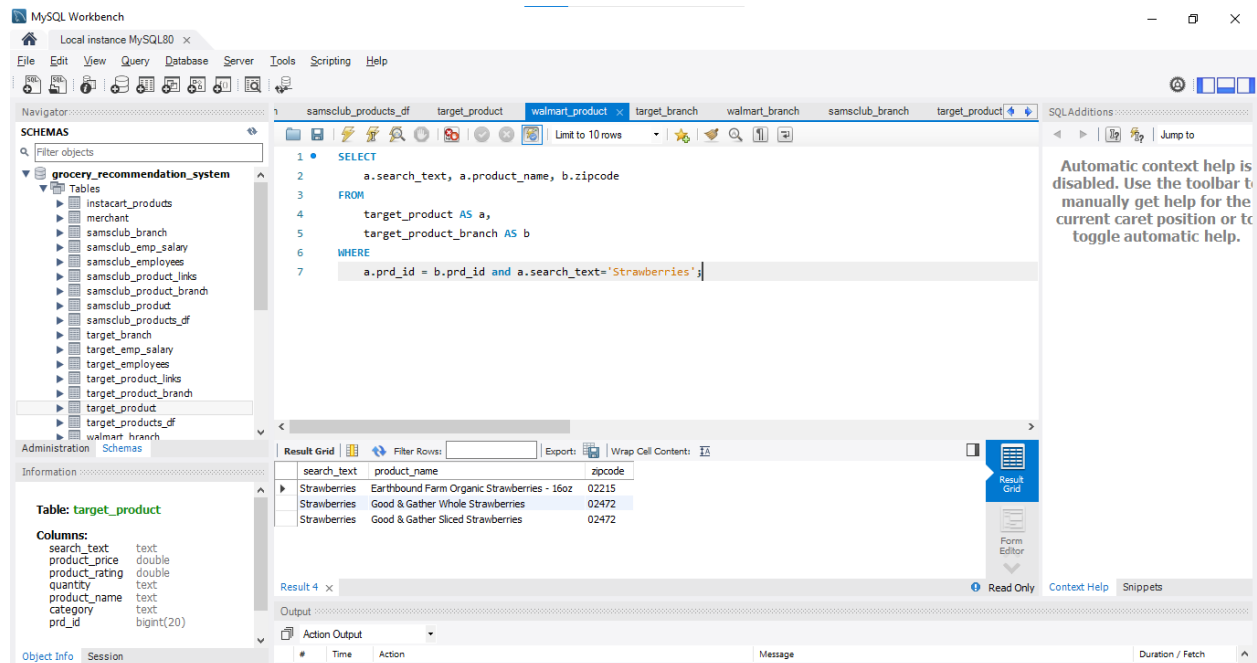 MySQL Workbench
Local instance MySQL80
File Edit View Query Database Server Tools Scripting Help
Navigator
SCHEMAS
Filter objects
grocery_recommendation_system
Tables
instacart_products
merchant
samsclub_branch
samsclub_emp_salary
samsclub_employees
samsclub_product_links
samsclub_product_branch
samsclub_product
samsclub_products_df
target_branch
target_emp_salary
target_employees
target_product_links
target_product_branch
target_product
target_products_df
walmart_branch
Administration Schemas
Information
Table: target_product
Columns:
search_text text
product_price double
product_rating double
quantity text
product_name text
category text
prd_id bigint(20)
Object Info Session
samsclub_products_df target_product walmart_product target_branch walmart_branch samsclub_branch target_product
Limit to 10 rows
1 SELECT
2 a.search_text, a.product_name, b.zipcode
3 FROM
4 target_product AS a,
5 target_product_branch AS b
6 WHERE
7 a.prd_id = b.prd_id and a.search_text='Strawberries';
Result Grid Filter Rows: Export: Wrap Cell Content:
search_text product_name zipcode
Strawberries Earthbound Farm Organic Strawberries - 16oz 02215
Strawberries Good & Gather Whole Strawberries 02472
Strawberries Good & Gather Sliced Strawberries 02472
Result
Grid
Form
Editor
Result 4 Read Only
Output
Action Output
# Time Action Message Duration / Fetch
SQLAdditions
Jump to
Automatic context help is
disabled. Use the toolbar t
manually get help for the
current caret position or to
toggle automatic help.
Context Help Snippets